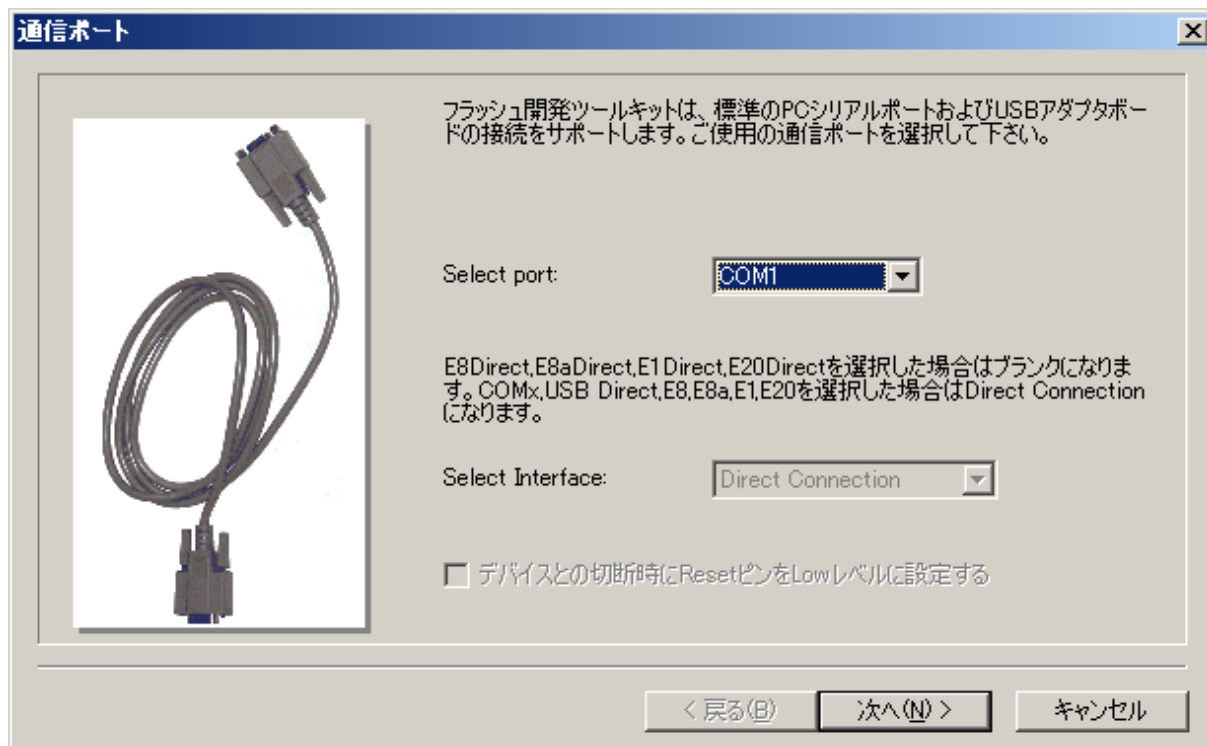 通信ポート
フラッシュ開発ツールキットは、標準のPCシリアルポートおよびUSBアダプタボー
ドの接続をサポートします。ご使用の通信ポートを選択して下さい。
Select port:
COM1
E8Direct,E8aDirect,E1Direct,E20Directを選択した場合はブランクになりま
す。COMx,USB Direct,E8,E8a,E1,E20を選択した場合はDirect Connection
になります。
Select Interface:
Direct Connection
デバイスとの切断時にResetピンをLowレベルに設定する
< 戻る(B)
次へ(N) >
キャンセル